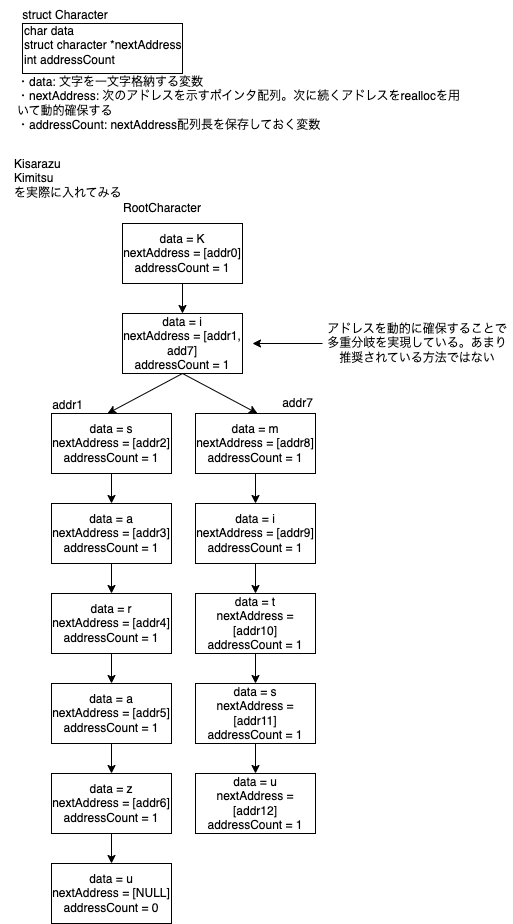 struct Character
char data
struct character *nextAddress
int addressCount
・data: 文字を一文字格納する変数
・nextAddress: 次のアドレスを示すポインタ配列。次に続くアドレスをreallocを用
いて動的確保する
・addressCount: nextAddress配列長を保存しておく変数
Kisarazu
Kimitsu
を実際に入れてみる
RootCharacter
data = K
nextAddress = [addr0]
addressCount = 1
data = i
nextAddress = [addr1,
add7]
addressCount = 1
アドレスを動的に確保することで
多重分岐を実現している。あまり
推奨されている方法ではない
addr1
data = s
nextAddress = [addr2]
addressCount = 1
data = a
nextAddress = [addr3]
addressCount = 1
data = r
nextAddress = [addr4]
addressCount = 1
data = a
nextAddress = [addr5]
addressCount = 1
data = z
nextAddress = [addr6]
addressCount = 1
data = u
nextAddress = [NULL]
addressCount = 0
addr7
data = m
nextAddress = [addr8]
addressCount = 1
data = i
nextAddress = [addr9]
addressCount = 1
data = t
nextAddress =
[addr10]
addressCount = 1
data = s
nextAddress =
[addr11]
addressCount = 1
data = u
nextAddress =
[addr12]
addressCount = 1